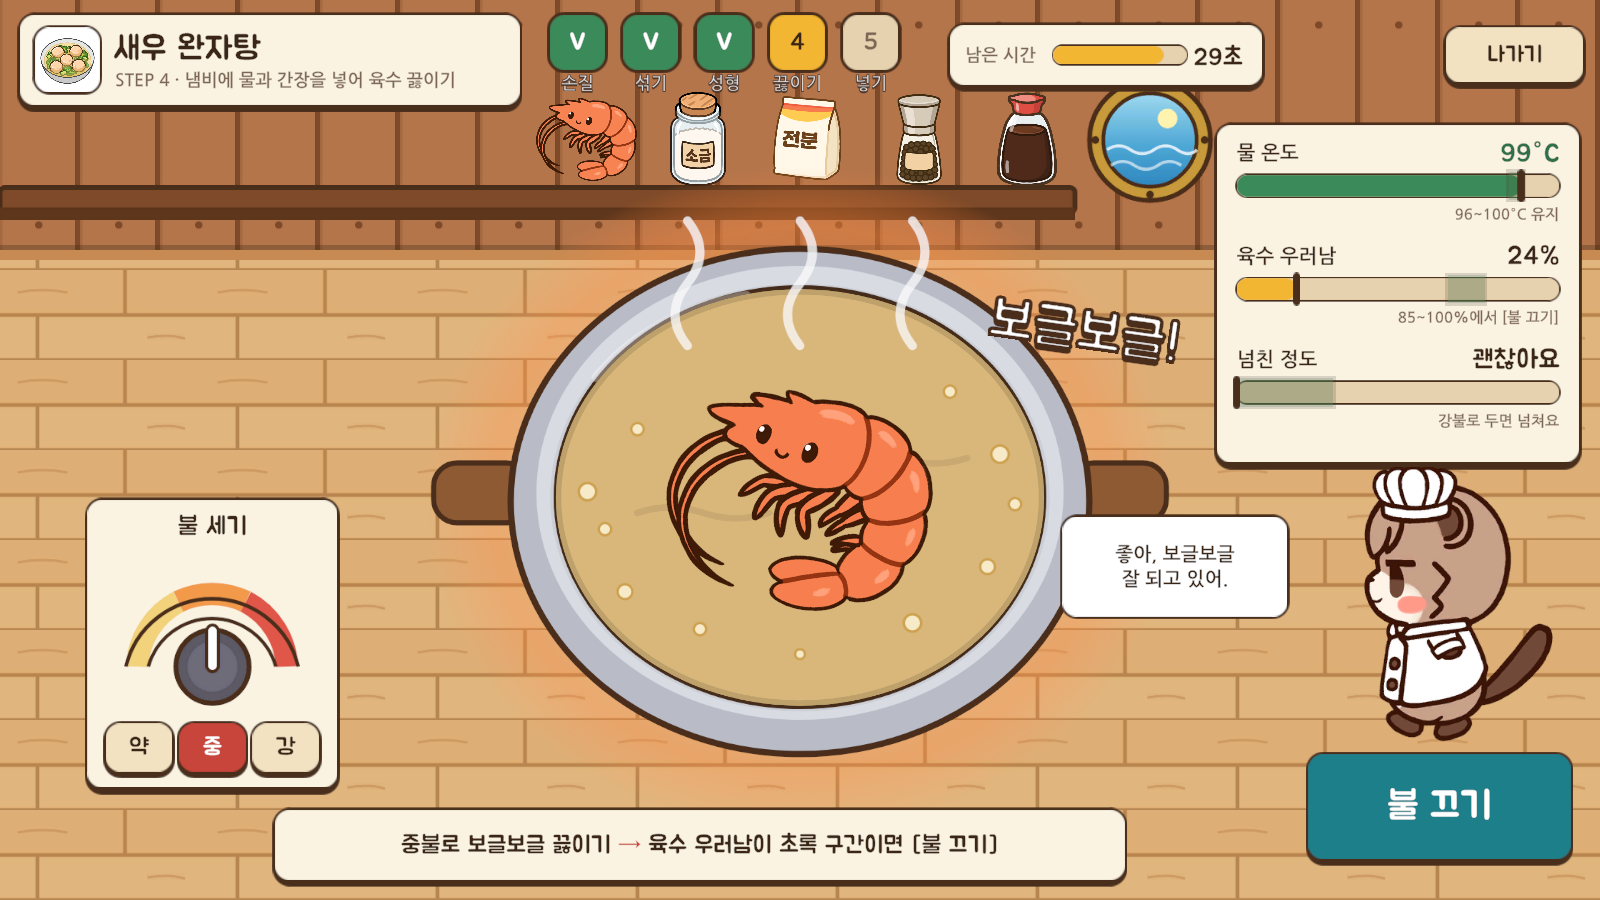 새우 완자탕
STEP 4 · 냄비에 물과 간장을 넣어 육수 끓이기
V
V
V
4
5
손질
섞기
성형
끓이기
넣기
남은 시간
29초
나가기
소금
전분
물 온도
99°C
96~100°C 유지
육수 우러남
24%
85~100%에서 [불 끄기]
넘친 정도
괜찮아요
강불로 두면 넘쳐요
보글보글!
좋아, 보글보글
잘 되고 있어.
불 세기
약
중
강
불 끄기
중불로 보글보글 끓이기 → 육수 우러남이 초록 구간이면 [불 끄기]